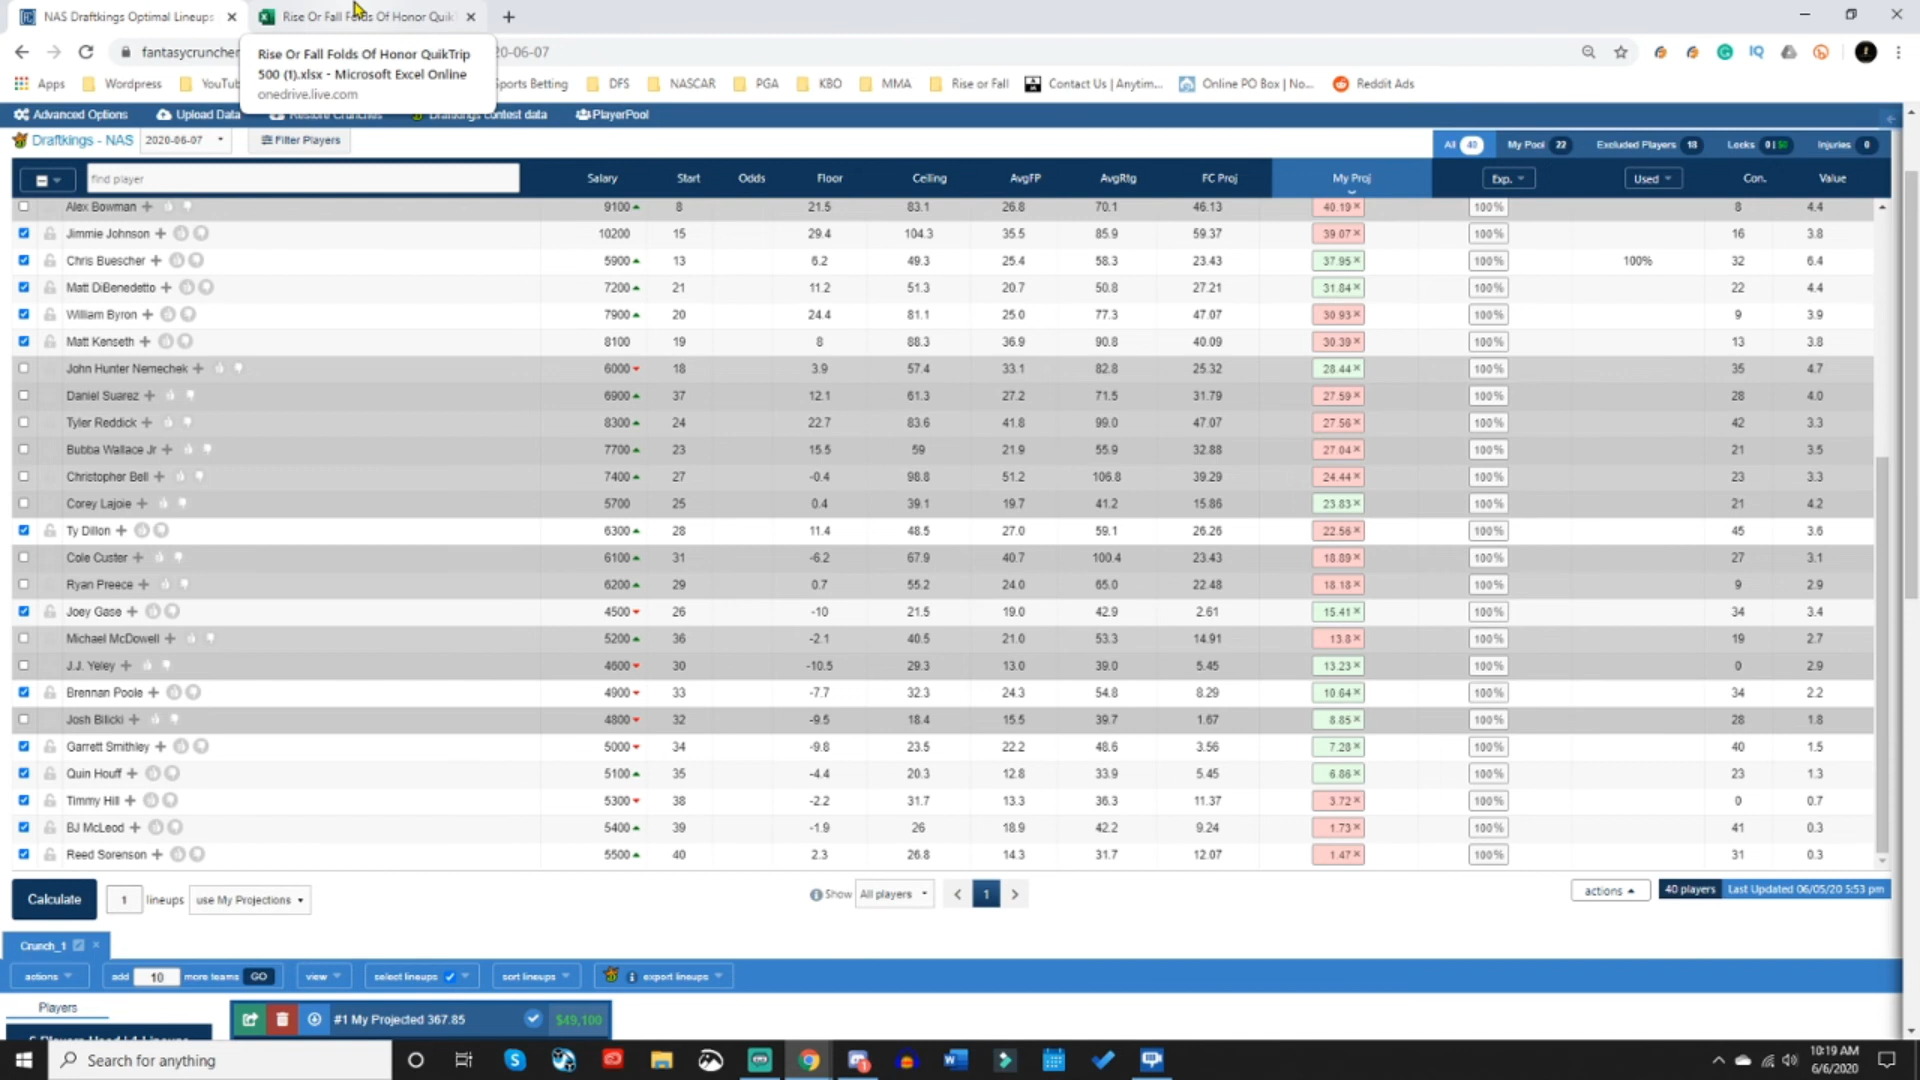 NAS Draftkings Optimal Lineups
Rise Or Fall Folds Of Honor Quik
fantasycruncher
20-06-07
IQ
Rise Or Fall Folds Of Honor QuikTrip
500 (1).xlsx - Microsoft Excel Online
onedrive.live.com
Apps Wordpress YouTub Sports Betting DFS NASCAR PGA KBO MMA Rise or Fall Contact Us | Anytim... Online PO Box | No... Reddit Ads
Advanced Options Upload Data Restore Crunches Draftkings contest data PlayerPool
Draftkings - NAS 2020-06-07 Filter Players All 40 My Pool 22 Excluded Players 18 Locks 0 Injuries 0
find player Salary Start Odds Floor Ceiling AvgFP AvgRtg FC Proj My Proj Exp. Used Con. Value
Alex Bowman 9100 8 21.5 83.1 26.8 70.1 46.13 40.19 100% 8 4.4
Jimmie Johnson 10200 15 29.4 104.3 35.5 85.9 59.37 39.07 100% 16 3.8
Chris Buescher 5900 13 6.2 49.3 25.4 58.3 23.43 37.95 100% 100% 32 6.4
Matt DiBenedetto 7200 21 11.2 51.3 20.7 50.8 27.21 31.84 100% 22 4.4
William Byron 7900 20 24.4 81.1 25.0 77.3 47.07 30.93 100% 9 3.9
Matt Kenseth 8100 19 8 88.3 36.9 90.8 40.09 30.39 100% 13 3.8
John Hunter Nemechek 6000 18 3.9 57.4 33.1 82.8 25.32 28.44 100% 35 4.7
Daniel Suarez 6900 37 12.1 61.3 27.2 71.5 31.79 27.59 100% 28 4.0
Tyler Reddick 8300 24 22.7 83.6 41.8 99.0 47.07 27.56 100% 42 3.3
Bubba Wallace Jr 7700 23 15.5 59 21.9 55.9 32.88 27.04 100% 21 3.5
Christopher Bell 7400 27 -0.4 98.8 51.2 106.8 39.29 24.44 100% 23 3.3
Corey Lajoie 5700 25 0.4 39.1 19.7 41.2 15.86 23.83 100% 21 4.2
Ty Dillon 6300 28 11.4 48.5 27.0 59.1 26.26 22.56 100% 45 3.6
Cole Custer 6100 31 -6.2 67.9 40.7 100.4 23.43 18.89 100% 27 3.1
Ryan Preece 6200 29 0.7 55.2 24.0 65.0 22.48 18.18 100% 9 2.9
Joey Gase 4500 26 -10 21.5 19.0 42.9 2.61 15.41 100% 34 3.4
Michael McDowell 5200 36 -2.1 40.5 21.0 53.3 14.91 13.8 100% 19 2.7
J.J. Yeley 4600 30 -10.5 29.3 13.0 39.0 5.45 13.23 100% 0 2.9
Brennan Poole 4900 33 -7.7 32.3 24.3 54.8 8.29 10.64 100% 34 2.2
Josh Bilicki 4800 32 -9.5 18.4 15.5 39.7 1.67 8.85 100% 28 1.8
Garrett Smithley 5000 34 -9.8 23.5 22.2 48.6 3.56 7.28 100% 40 1.5
Quin Houff 5100 35 -4.4 20.3 12.8 33.9 5.45 6.86 100% 23 1.3
Timmy Hill 5300 38 -2.2 31.7 13.3 36.3 11.37 3.72 100% 0 0.7
BJ McLeod 5400 39 -1.9 26 18.9 42.2 9.24 1.73 100% 41 0.3
Reed Sorenson 5500 40 2.3 26.8 14.3 31.7 12.07 1.47 100% 31 0.3
Calculate 1 lineups use My Projections Show All players 1 actions 40 players Last Updated 06/05/20 5:53 pm
Crunch_1
actions add 10 more teams GO view select lineups sort lineups export lineups
Players
#1 My Projected 367.85 $49,100
Search for anything
10:19 AM
6/6/2020